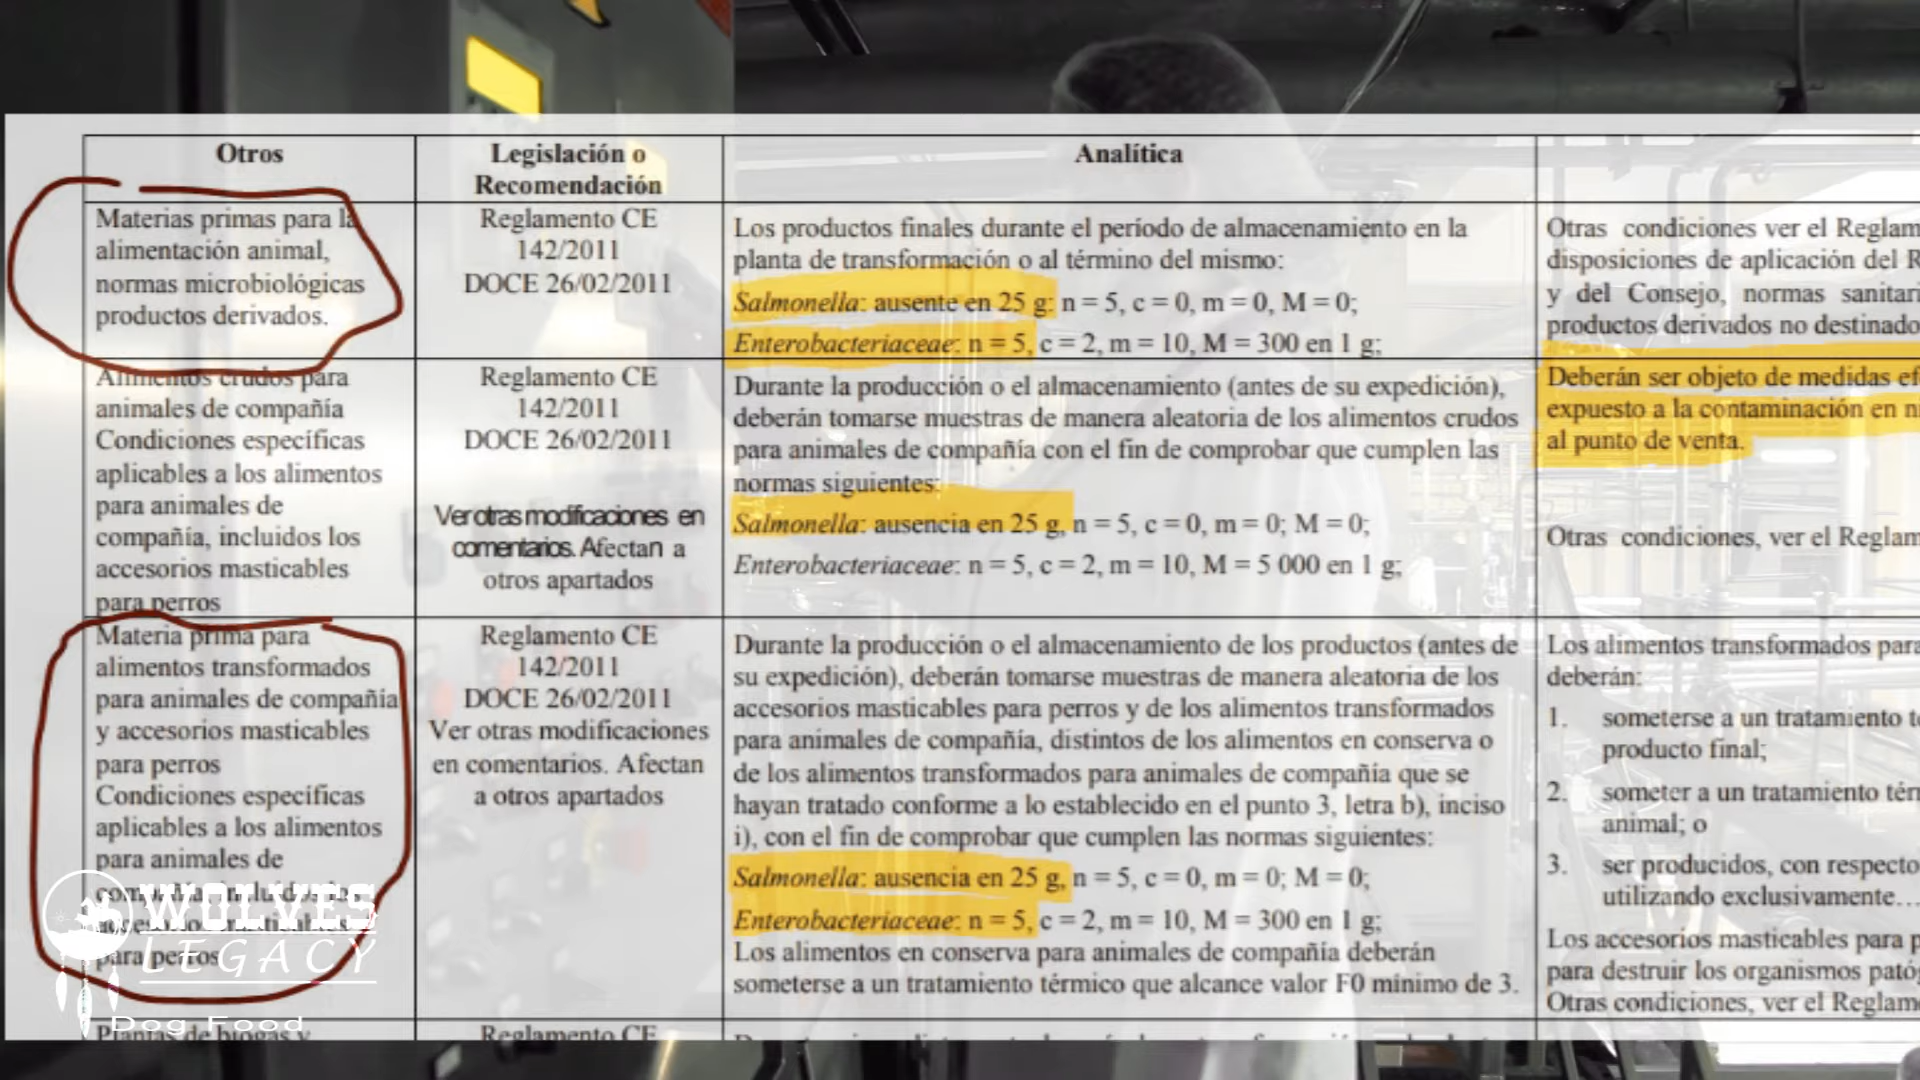 Otros
Legislación o
Recomendación
Analítica
Materias primas para la
alimentación animal,
normas microbiológicas
productos derivados.
Reglamento CE
142/2011
DOCE 26/02/2011
Los productos finales durante el período de almacenamiento en la
planta de transformación o al término del mismo:
Salmonella: ausente en 25 g: n = 5, c = 0, m = 0, M = 0;
Enterobacteriaceae: n = 5, c = 2, m = 10, M = 300 en 1 g;
Otras condiciones ver el Reglam
disposiciones de aplicación del R
y del Consejo, normas sanitari
productos derivados no destinado
Alimentos crudos para
animales de compañía
Condiciones específicas
aplicables a los alimentos
para animales de
compañía, incluidos los
accesorios masticables
para perros
Reglamento CE
142/2011
DOCE 26/02/2011
Ver otras modificaciones en
comentarios. Afectan a
otros apartados
Durante la producción o el almacenamiento (antes de su expedición),
deberán tomarse muestras de manera aleatoria de los alimentos crudos
para animales de compañía con el fin de comprobar que cumplen las
normas siguientes:
Salmonella: ausencia en 25 g, n = 5, c = 0, m = 0; M = 0;
Enterobacteriaceae: n = 5, c = 2, m = 10, M = 5 000 en 1 g;
Deberán ser objeto de medidas ef
expuesto a la contaminación en ni
al punto de venta.
Otras condiciones, ver el Reglam
Materia prima para
alimentos transformados
para animales de compañía
y accesorios masticables
para perros
Condiciones específicas
aplicables a los alimentos
para animales de
compañía, incluidos los
accesorios masticables
para perros
Reglamento CE
142/2011
DOCE 26/02/2011
Ver otras modificaciones
en comentarios. Afectan
a otros apartados
Durante la producción o el almacenamiento de los productos (antes de
su expedición), deberán tomarse muestras de manera aleatoria de los
accesorios masticables para perros y de los alimentos transformados
para animales de compañía, distintos de los alimentos en conserva o
de los alimentos transformados para animales de compañía que se
hayan tratado conforme a lo establecido en el punto 3, letra b), inciso
i), con el fin de comprobar que cumplen las normas siguientes:
Salmonella: ausencia en 25 g, n = 5, c = 0, m = 0; M = 0;
Enterobacteriaceae: n = 5, c = 2, m = 10, M = 300 en 1 g;
Los alimentos en conserva para animales de compañía deberán
someterse a un tratamiento térmico que alcance valor F0 mínimo de 3.
Los alimentos transformados para
deberán:
1. someterse a un tratamiento té
producto final;
2. someter a un tratamiento térm
animal; o
3. ser producidos, con respecto
utilizando exclusivamente...
Los accesorios masticables para p
para destruir los organismos patóg
Otras condiciones, ver el Reglame
WOLVES
LEGACY
Dog Food
Plantas de biogás y
Reglamento CE